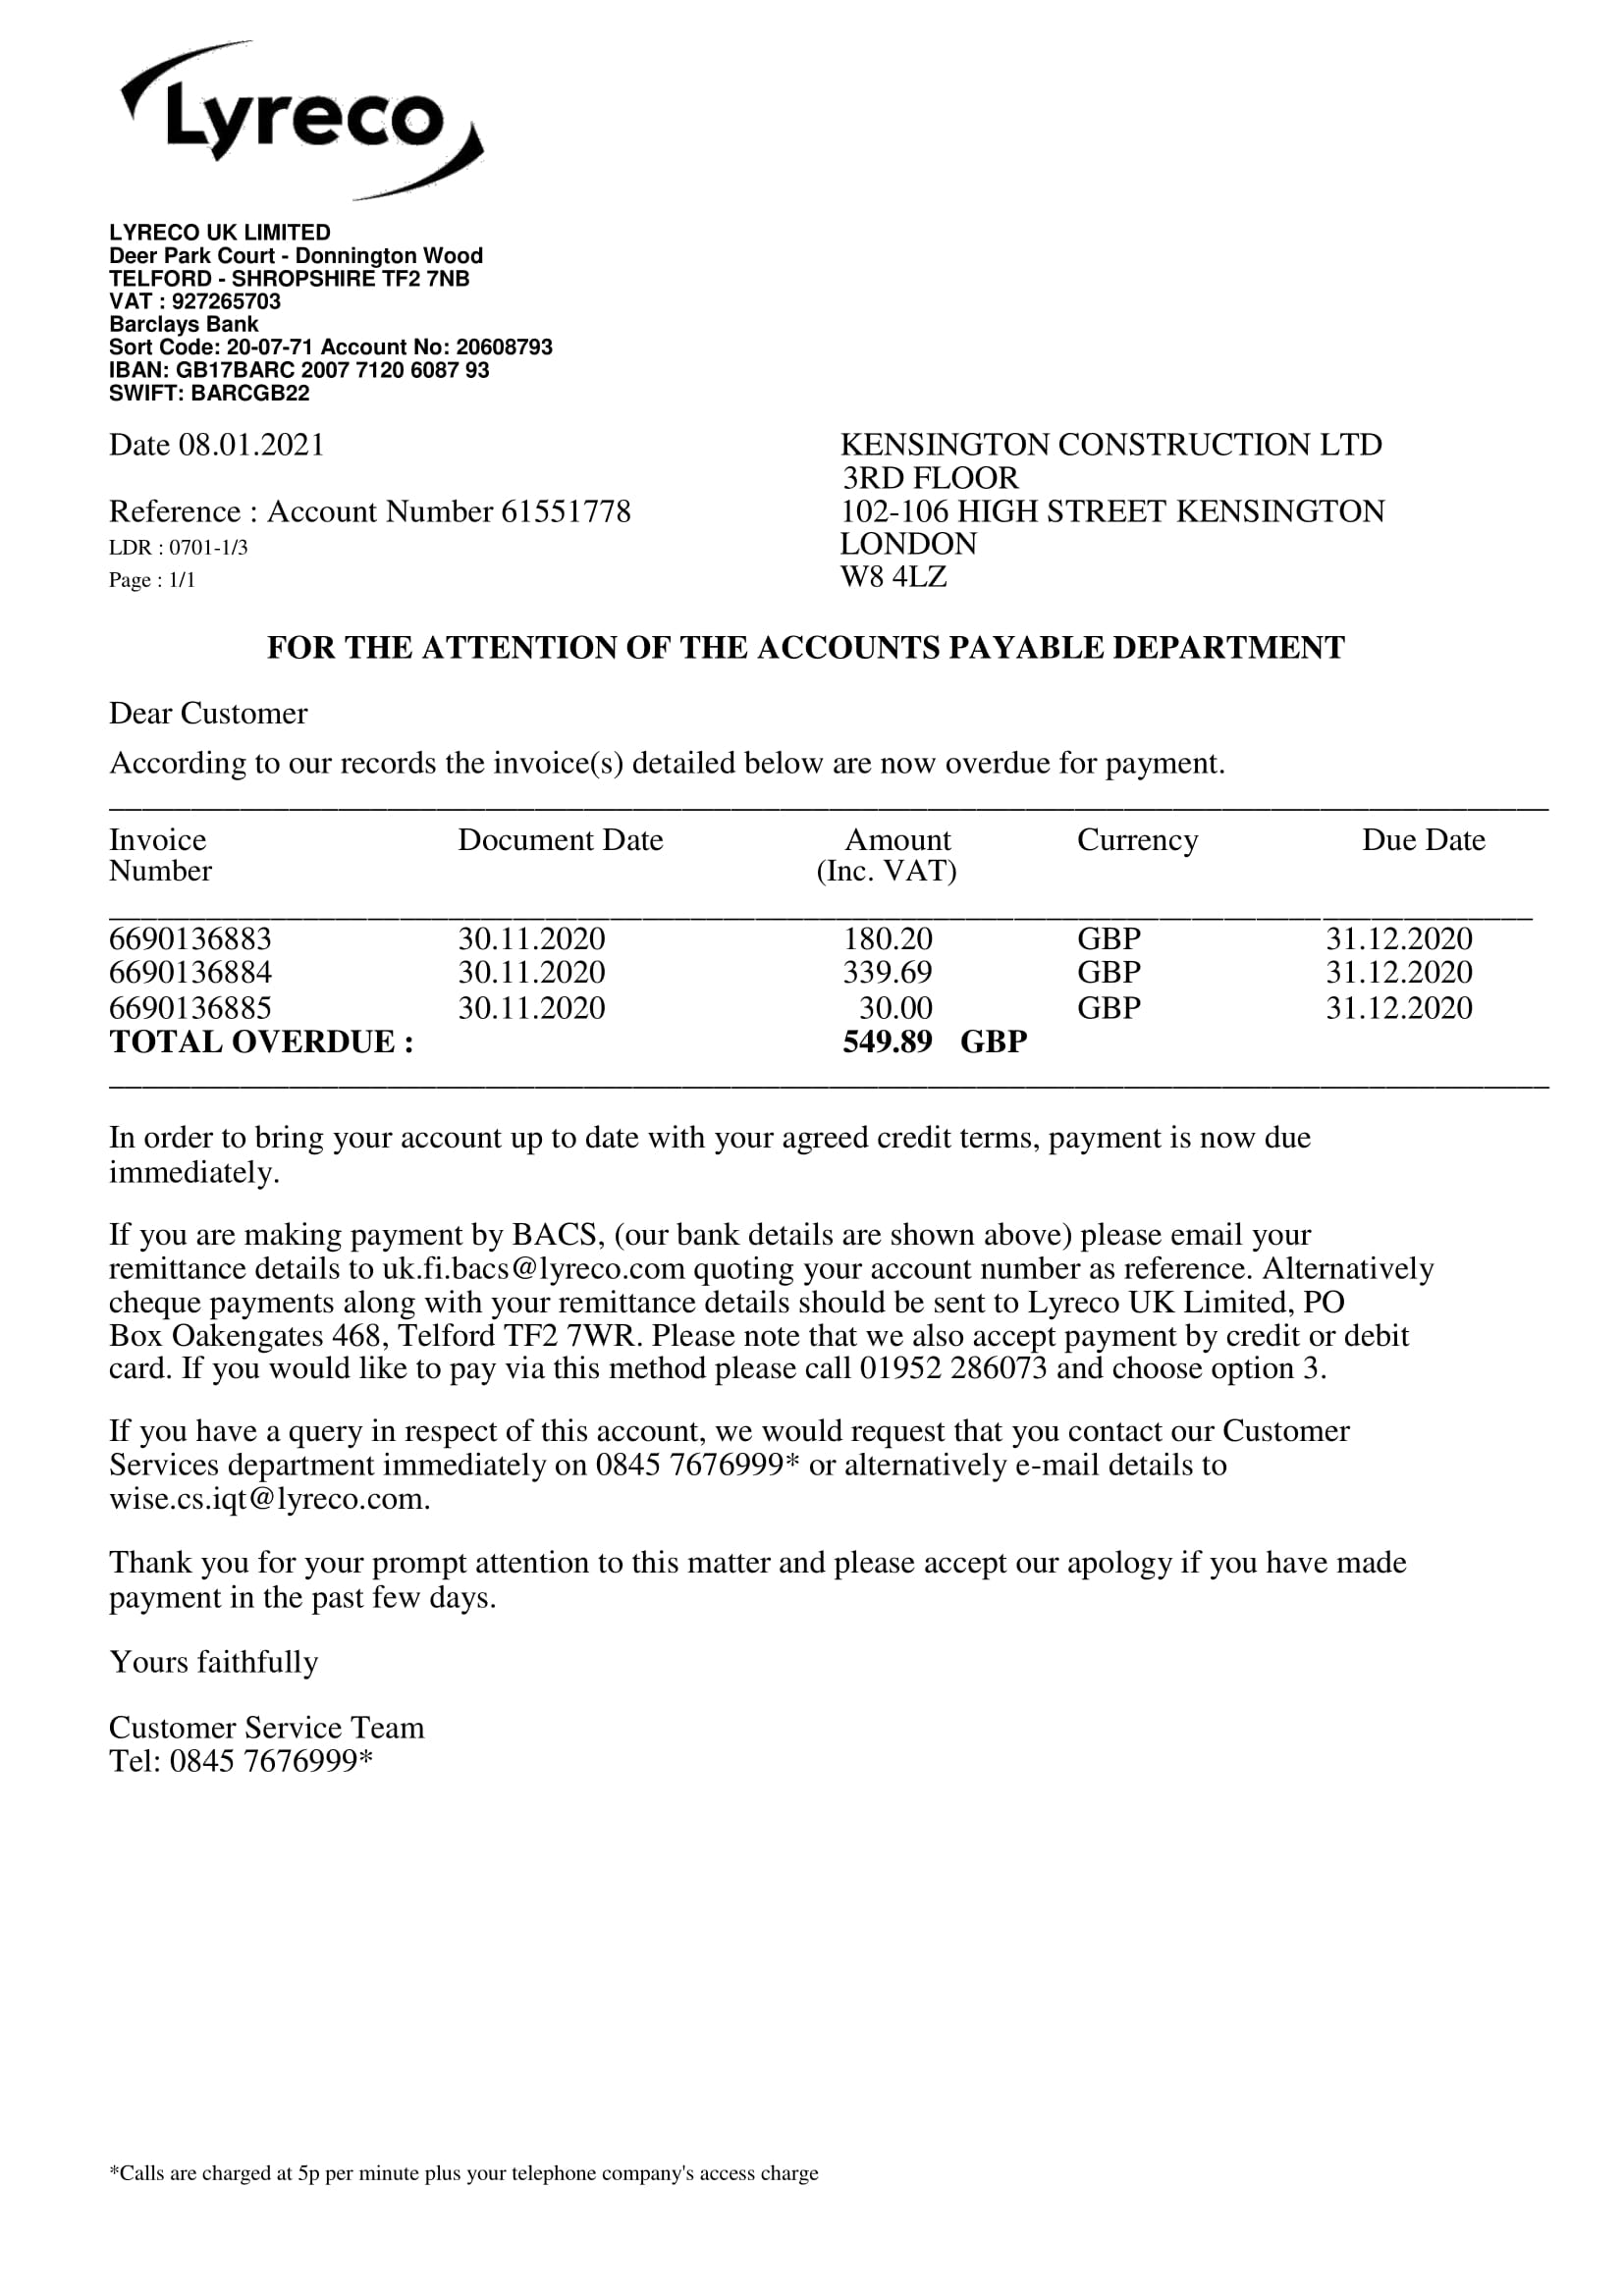 Lyreco
LYRECO UK LIMITED
Deer Park Court - Donnington Wood
TELFORD - SHROPSHIRE TF2 7NB
VAT : 927265703
Barclays Bank
Sort Code: 20-07-71 Account No: 20608793
IBAN: GB17BARC 2007 7120 6087 93
SWIFT: BARCGB22
Date 08.01.2021
Reference : Account Number 61551778
LDR : 0701-1/3
Page : 1/1
KENSINGTON CONSTRUCTION LTD
3RD FLOOR
102-106 HIGH STREET KENSINGTON
LONDON
W8 4LZ
FOR THE ATTENTION OF THE ACCOUNTS PAYABLE DEPARTMENT
Dear Customer
According to our records the invoice(s) detailed below are now overdue for payment.
Invoice Number Document Date Amount (Inc. VAT) Currency Due Date
6690136883 30.11.2020 180.20 GBP 31.12.2020
6690136884 30.11.2020 339.69 GBP 31.12.2020
6690136885 30.11.2020 30.00 GBP 31.12.2020
TOTAL OVERDUE : 549.89 GBP
In order to bring your account up to date with your agreed credit terms, payment is now due
immediately.
If you are making payment by BACS, (our bank details are shown above) please email your
remittance details to uk.fi.bacs@lyreco.com quoting your account number as reference. Alternatively
cheque payments along with your remittance details should be sent to Lyreco UK Limited, PO
Box Oakengates 468, Telford TF2 7WR. Please note that we also accept payment by credit or debit
card. If you would like to pay via this method please call 01952 286073 and choose option 3.
If you have a query in respect of this account, we would request that you contact our Customer
Services department immediately on 0845 7676999* or alternatively e-mail details to
wise.cs.iqt@lyreco.com.
Thank you for your prompt attention to this matter and please accept our apology if you have made
payment in the past few days.
Yours faithfully
Customer Service Team
Tel: 0845 7676999*
*Calls are charged at 5p per minute plus your telephone company's access charge